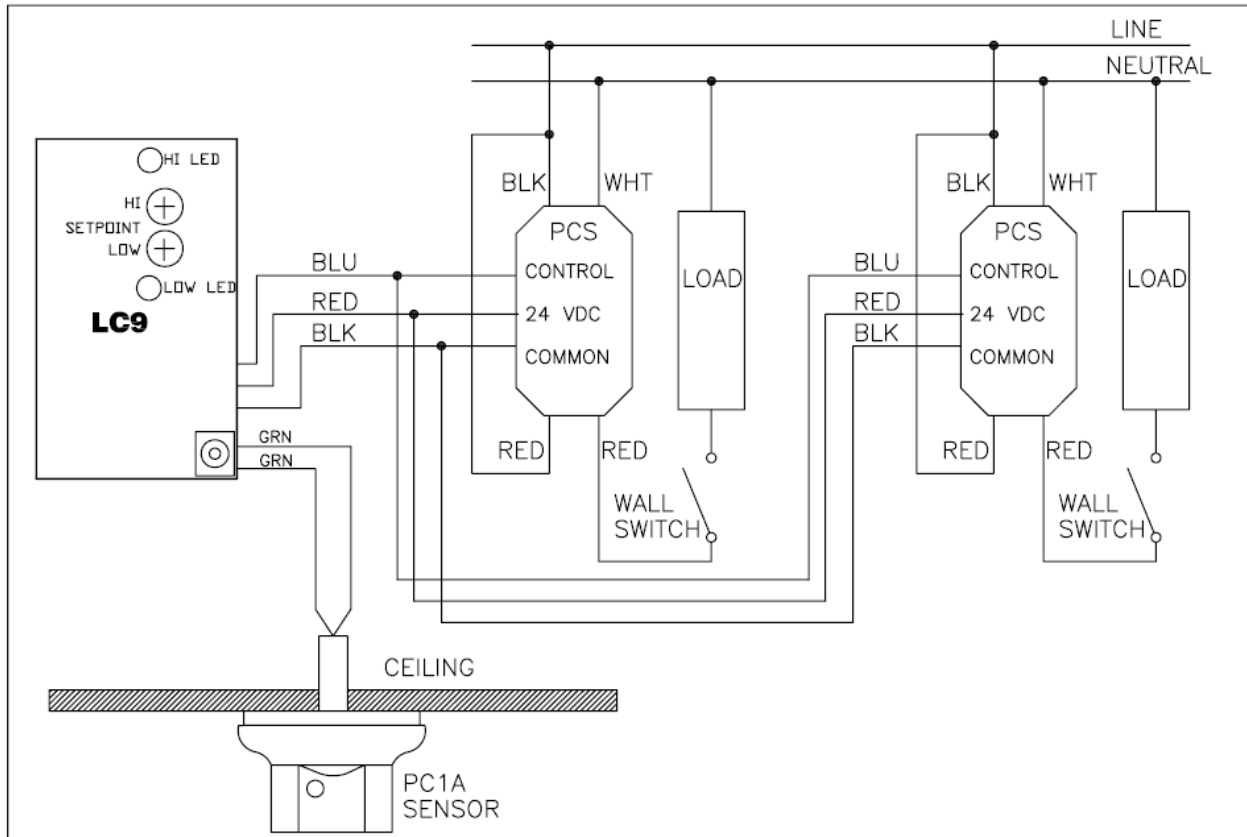 LINE
NEUTRAL
HI LED
HI
SETPOINT
LOW
LOW LED
LC9
BLU
RED
BLK
GRN
GRN
BLK
WHT
PCS
CONTROL
24 VDC
COMMON
RED
RED
LOAD
WALL
SWITCH
BLU
RED
BLK
BLK
WHT
PCS
CONTROL
24 VDC
COMMON
RED
RED
LOAD
WALL
SWITCH
CEILING
PC1A
SENSOR